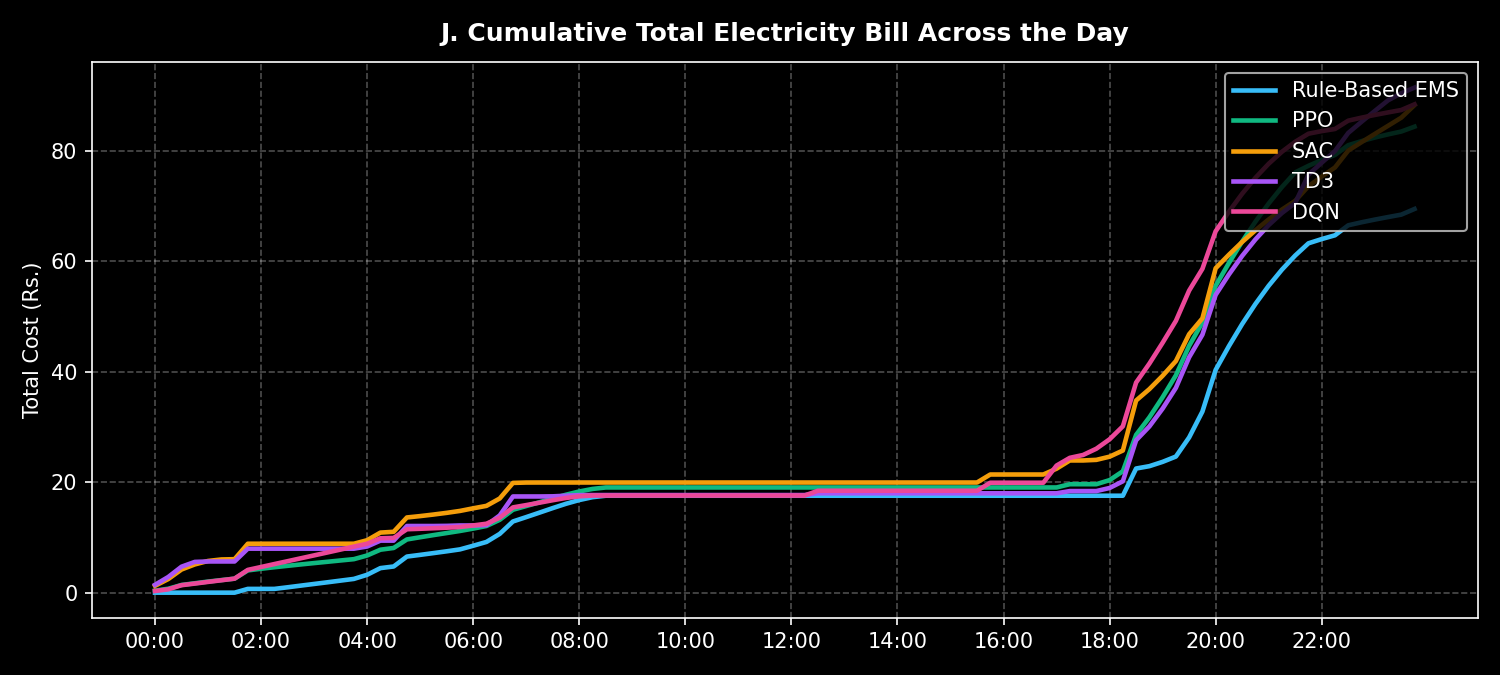 J. Cumulative Total Electricity Bill Across the Day
Total Cost (Rs.)
80
60
40
20
0
00:00 02:00 04:00 06:00 08:00 10:00 12:00 14:00 16:00 18:00 20:00 22:00
Rule-Based EMS
PPO
SAC
TD3
DQN